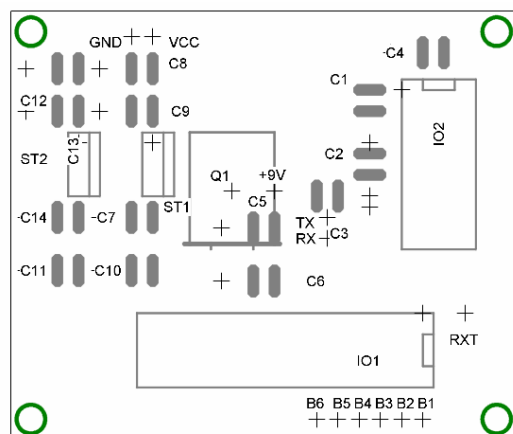 GND VCC
C8
-C4
C1
C12
C9
IO2
C13
ST2
C2
Q1 +9V
ST1
C5
-C14 -C7
TX
RX
C3
-C11 -C10
C6
RXT
IO1
B6 B5 B4 B3 B2 B1